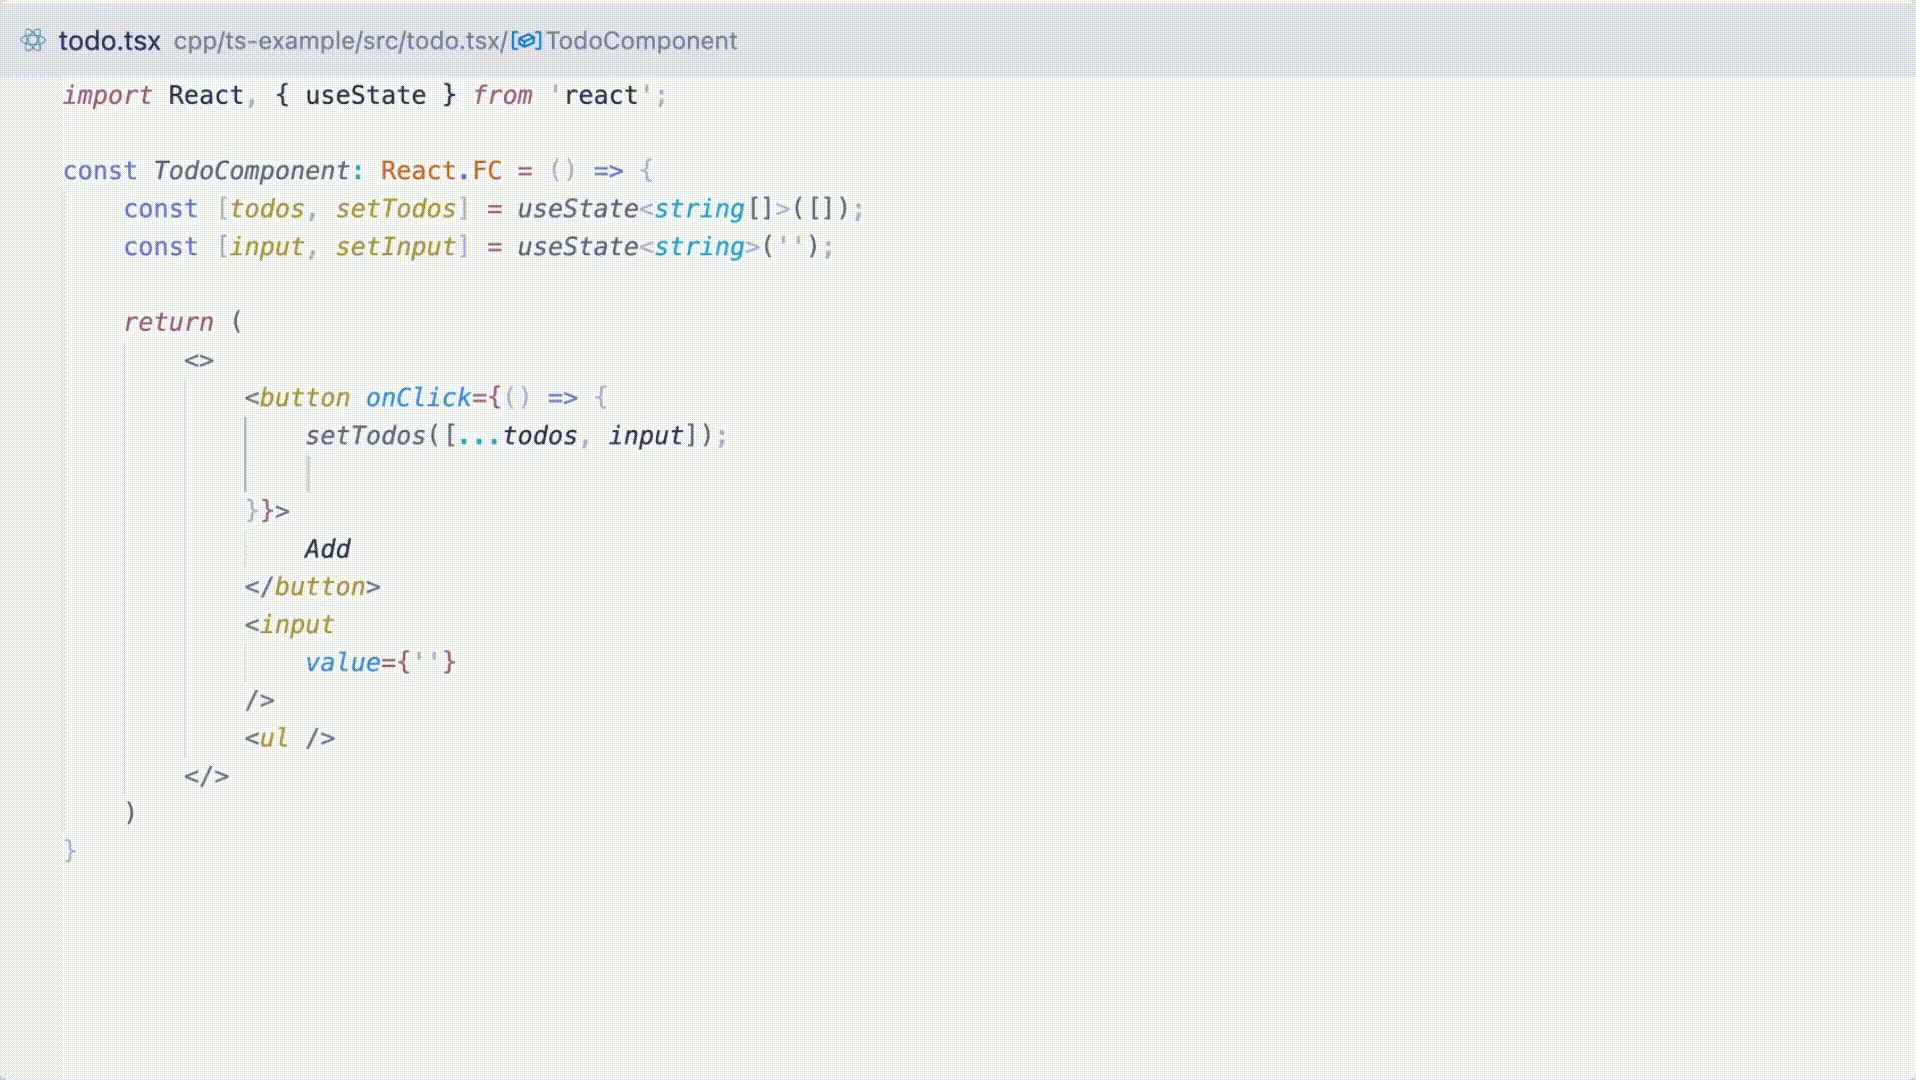 todo.tsx cpp/ts-example/src/todo.tsx/TodoComponent
import React, { useState } from 'react';
const TodoComponent: React.FC = () => {
    const [todos, setTodos] = useState<string[]>([]);
    const [input, setInput] = useState<string>('');
    return (
        <>
            <button onClick={() => {
                setTodos([...todos, input]);
            }}>
                Add
            </button>
            <input
                value={''}
            />
            <ul />
        </>
    )
}